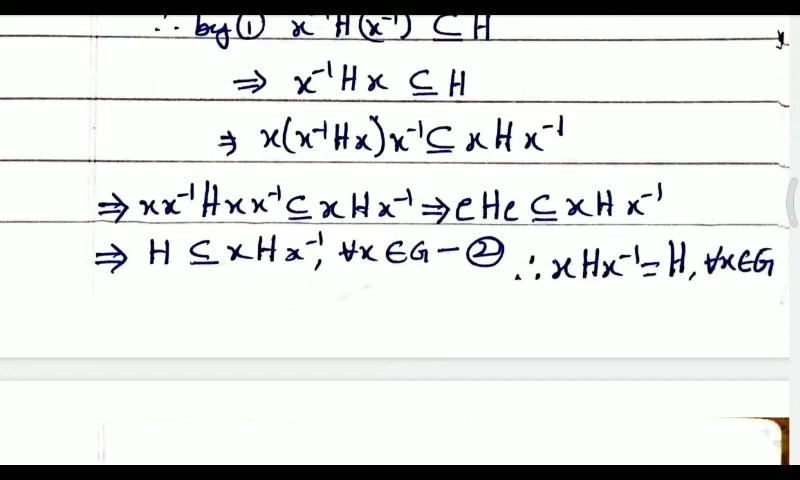 ∴ by ① x⁻¹H(x⁻¹) ⊆ H
⇒ x⁻¹Hx ⊆ H
⇒ x(x⁻¹Hx)x⁻¹ ⊆ xHx⁻¹
⇒ xx⁻¹Hxx⁻¹ ⊆ xHx⁻¹ ⇒ eHe ⊆ xHx⁻¹
⇒ H ⊆ xHx⁻¹, ∀x∈G — ② ∴ xHx⁻¹ = H, ∀x∈G